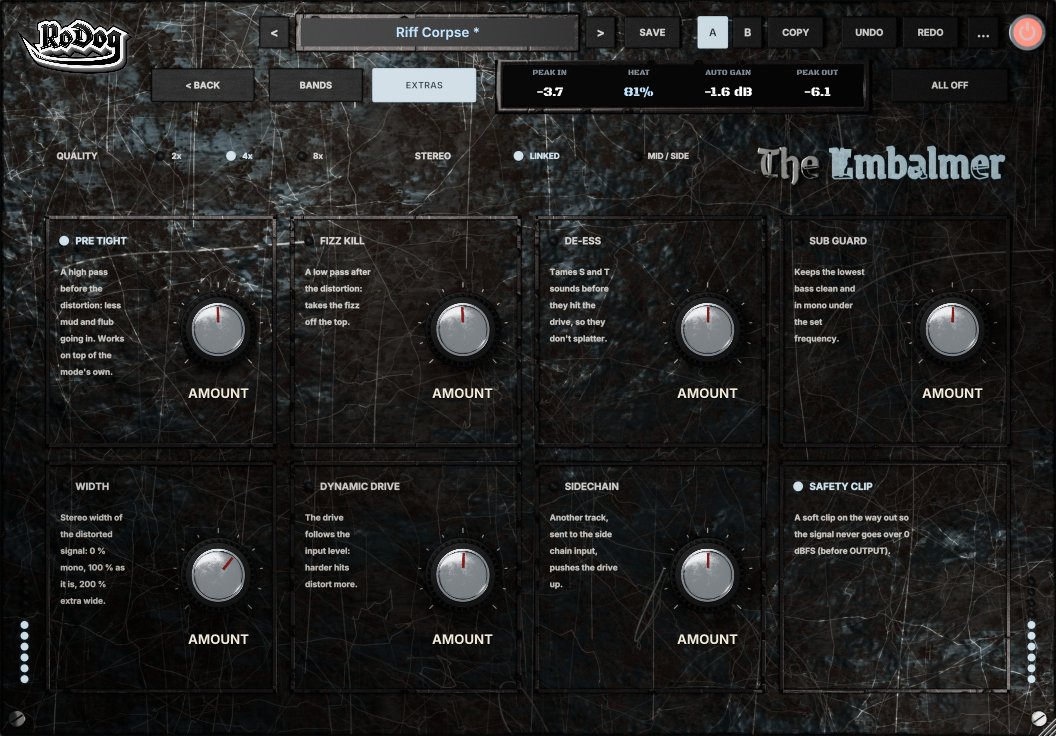 RoDog
<
Riff Corpse *
>
SAVE
A
B
COPY
UNDO
REDO
...
< BACK
BANDS
EXTRAS
PEAK IN
HEAT
AUTO GAIN
PEAK OUT
-3.7
81%
-1.6 dB
-6.1
ALL OFF
QUALITY
2x
4x
8x
STEREO
LINKED
MID / SIDE
The Embalmer
PRE TIGHT
A high pass
before the
distortion: less
mud and flub
going in. Works
on top of the
mode's own.
AMOUNT
FIZZ KILL
A low pass after
the distortion:
takes the fizz
off the top.
AMOUNT
DE-ESS
Tames S and T
sounds before
they hit the
drive, so they
don't splatter.
AMOUNT
SUB GUARD
Keeps the lowest
bass clean and
in mono under
the set
frequency.
AMOUNT
WIDTH
Stereo width of
the distorted
signal: 0 %
mono, 100 % as
it is, 200 %
extra wide.
AMOUNT
DYNAMIC DRIVE
The drive
follows the
input level:
harder hits
distort more.
AMOUNT
SIDECHAIN
Another track,
sent to the side
chain input,
pushes the drive
up.
AMOUNT
SAFETY CLIP
A soft clip on the way out so
the signal never goes over 0
dBFS (before OUTPUT).